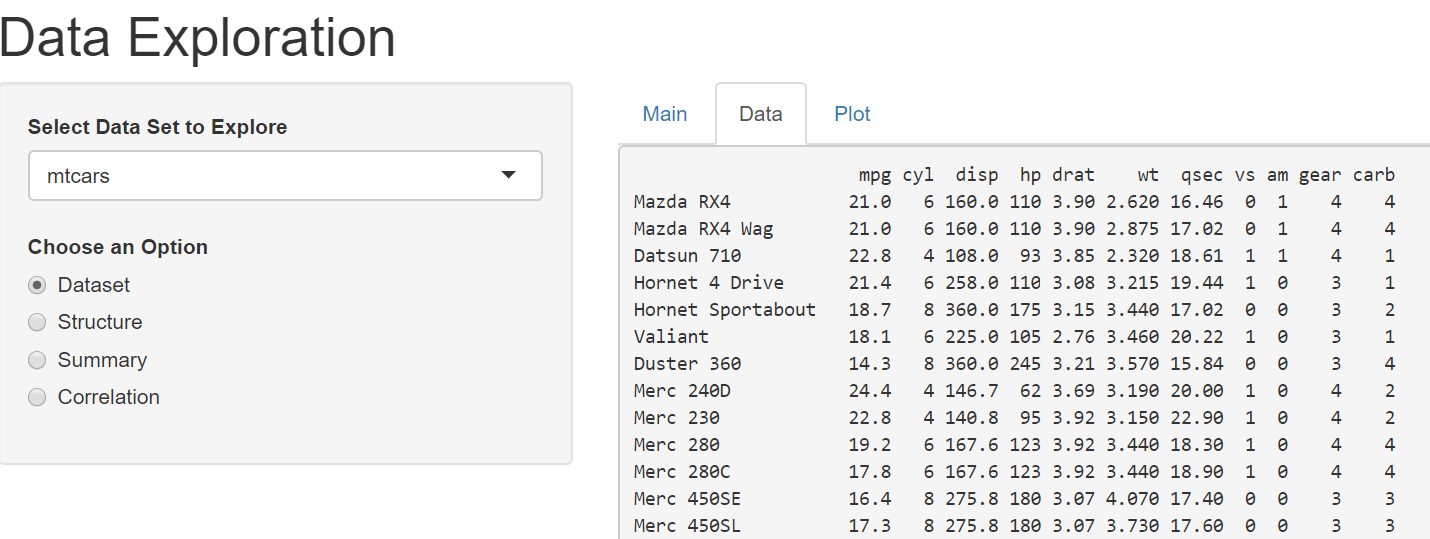 Data Exploration
Select Data Set to Explore
mtcars
Choose an Option
Dataset
Structure
Summary
Correlation
Main Data Plot
mpg cyl disp hp drat wt qsec vs am gear carb
Mazda RX4 21.0 6 160.0 110 3.90 2.620 16.46 0 1 4 4
Mazda RX4 Wag 21.0 6 160.0 110 3.90 2.875 17.02 0 1 4 4
Datsun 710 22.8 4 108.0 93 3.85 2.320 18.61 1 1 4 1
Hornet 4 Drive 21.4 6 258.0 110 3.08 3.215 19.44 1 0 3 1
Hornet Sportabout 18.7 8 360.0 175 3.15 3.440 17.02 0 0 3 2
Valiant 18.1 6 225.0 105 2.76 3.460 20.22 1 0 3 1
Duster 360 14.3 8 360.0 245 3.21 3.570 15.84 0 0 3 4
Merc 240D 24.4 4 146.7 62 3.69 3.190 20.00 1 0 4 2
Merc 230 22.8 4 140.8 95 3.92 3.150 22.90 1 0 4 2
Merc 280 19.2 6 167.6 123 3.92 3.440 18.30 1 0 4 4
Merc 280C 17.8 6 167.6 123 3.92 3.440 18.90 1 0 4 4
Merc 450SE 16.4 8 275.8 180 3.07 4.070 17.40 0 0 3 3
Merc 450SL 17.3 8 275.8 180 3.07 3.730 17.60 0 0 3 3